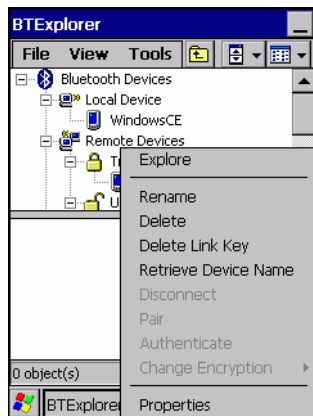 BTExplorer
File View Tools
Bluetooth Devices
Local Device
WindowsCE
Remote Devices
Explore
Rename
Delete
Delete Link Key
Retrieve Device Name
Disconnect
Pair
Authenticate
Change Encryption
0 object(s)
BTExplorer
Properties